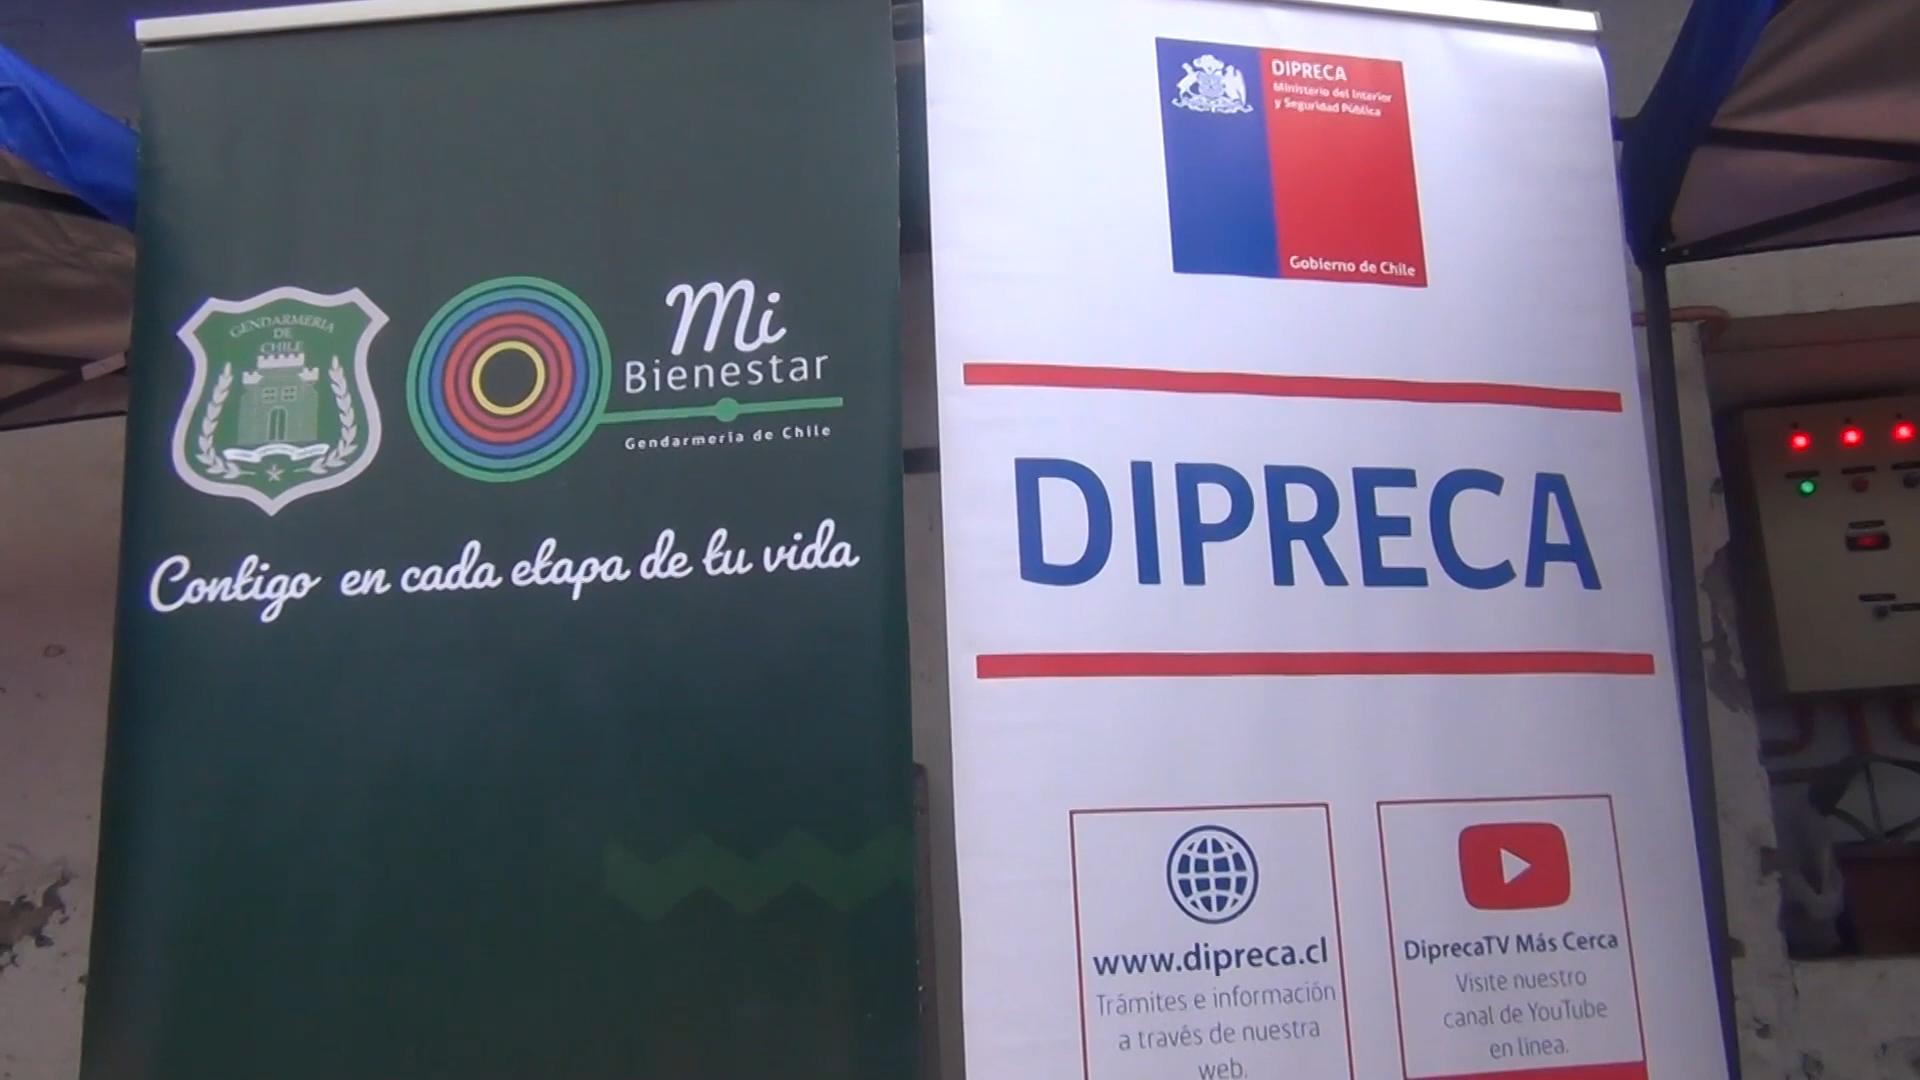 GENDARMERIA
DE
CHILE
Mi
Bienestar
Gendarmería de Chile
Contigo en cada etapa de tu vida
DIPRECA
Ministerio del Interior
y Seguridad Pública
Gobierno de Chile
DIPRECA
www.dipreca.cl
Trámites e información
a través de nuestra
web.
DiprecaTV Más Cerca
Visite nuestro
canal de YouTube
en línea.